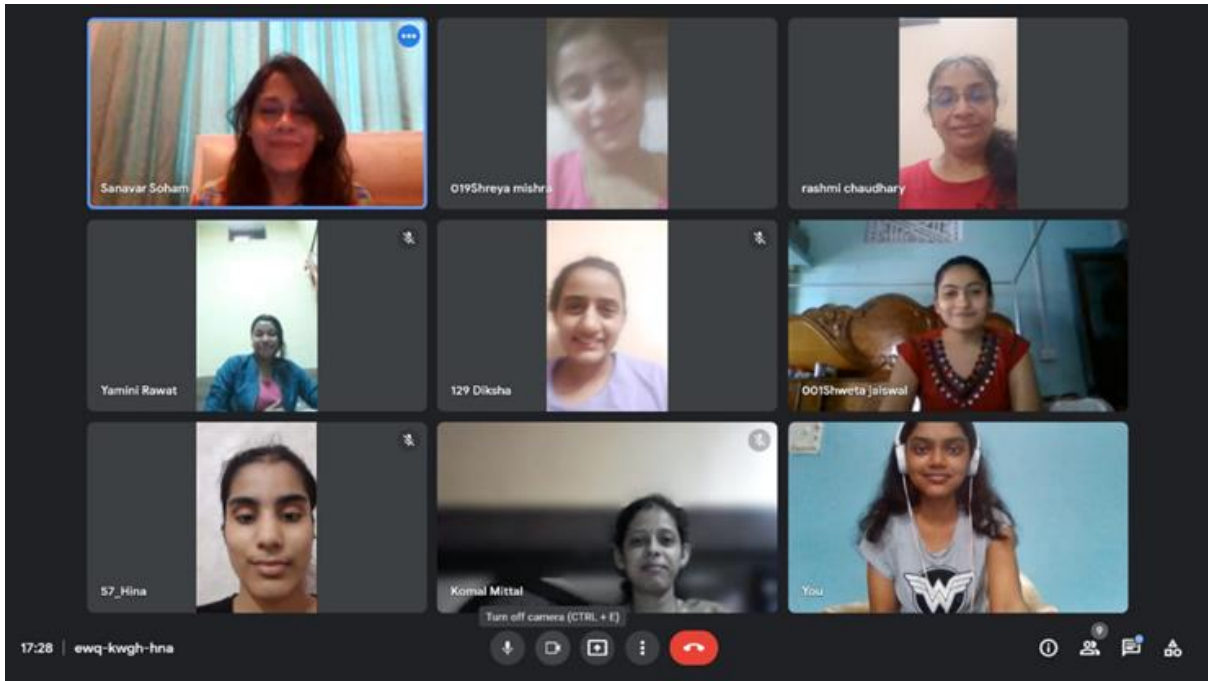 Sanavar Soham
019Shreya mishra
rashmi chaudhary
Yamini Rawat
129 Diksha
001Shweta jaiswal
57_Hina
Komal Mittal
You
Turn off camera (CTRL + E)
9
17:28 | ewq-kwgh-hna